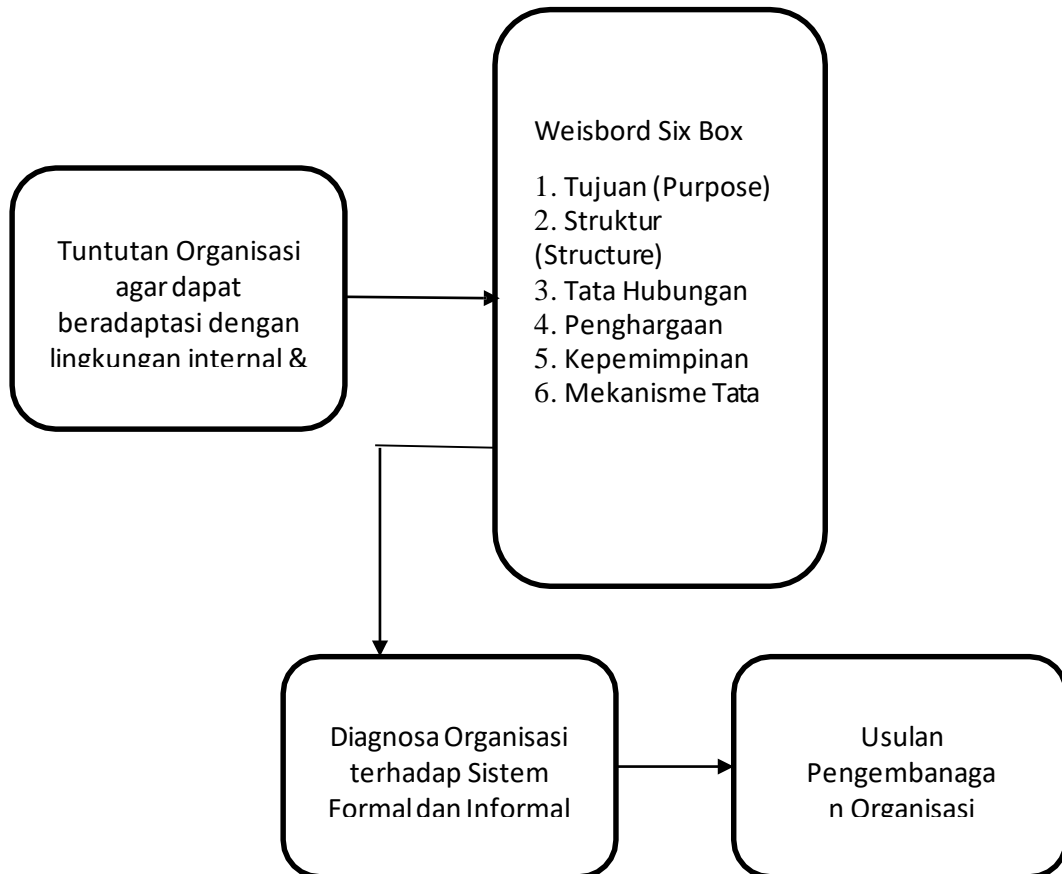 Weisbord Six Box
1. Tujuan (Purpose)
2. Struktur
(Structure)
3. Tata Hubungan
4. Penghargaan
5. Kepemimpinan
6. Mekanisme Tata
Tuntutan Organisasi
agar dapat
beradaptasi dengan
lingkungan internal &
Diagnosa Organisasi
terhadap Sistem
Formal dan Informal
Usulan
Pengembanaga
n Organisasi